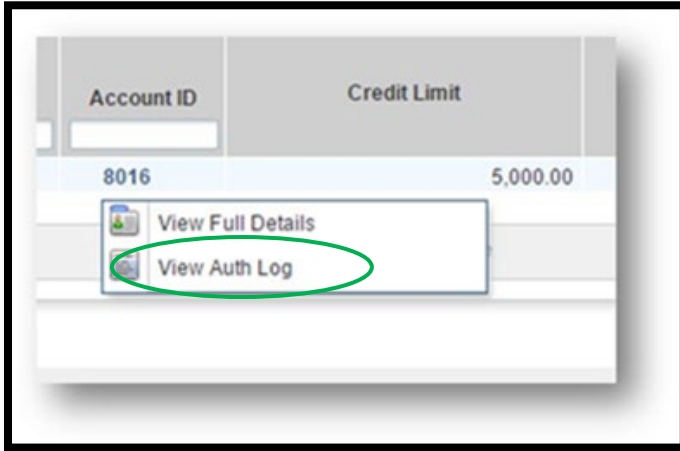 Account ID Credit Limit
8016 5,000.00
View Full Details
View Auth Log